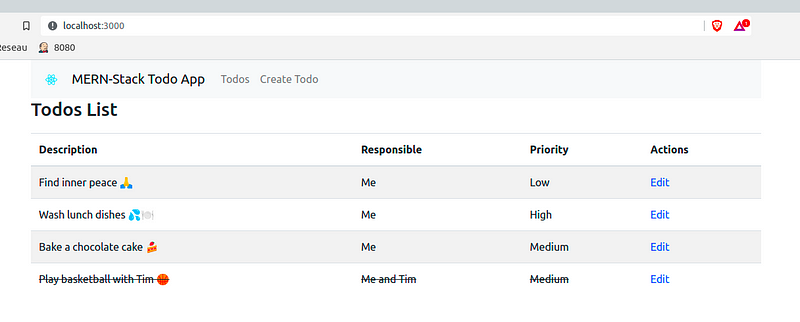 localhost:3000
1
Reseau 8080
MERN-Stack Todo App Todos Create Todo
Todos List
Description Responsible Priority Actions
Find inner peace 🙏 Me Low Edit
Wash lunch dishes 💦🍽 Me High Edit
Bake a chocolate cake 🍰 Me Medium Edit
Play basketball with Tim 🏀 Me and Tim Medium Edit